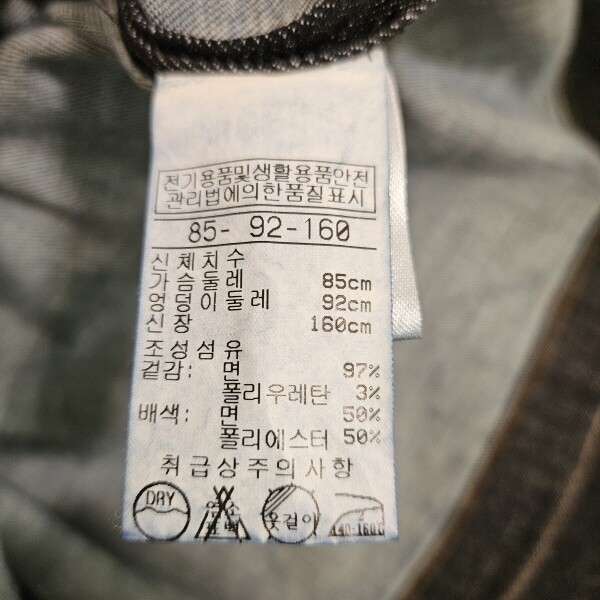 전기용품및생활용품안전
관리법에의한품질표시
85- 92-160
신체치수
가슴둘레 85cm
엉덩이둘레 92cm
신장 160cm
조성섬유
겉감: 면 97%
폴리우레탄 3%
배색: 면 50%
폴리에스터 50%
취급상주의사항
DRY
옷걸이